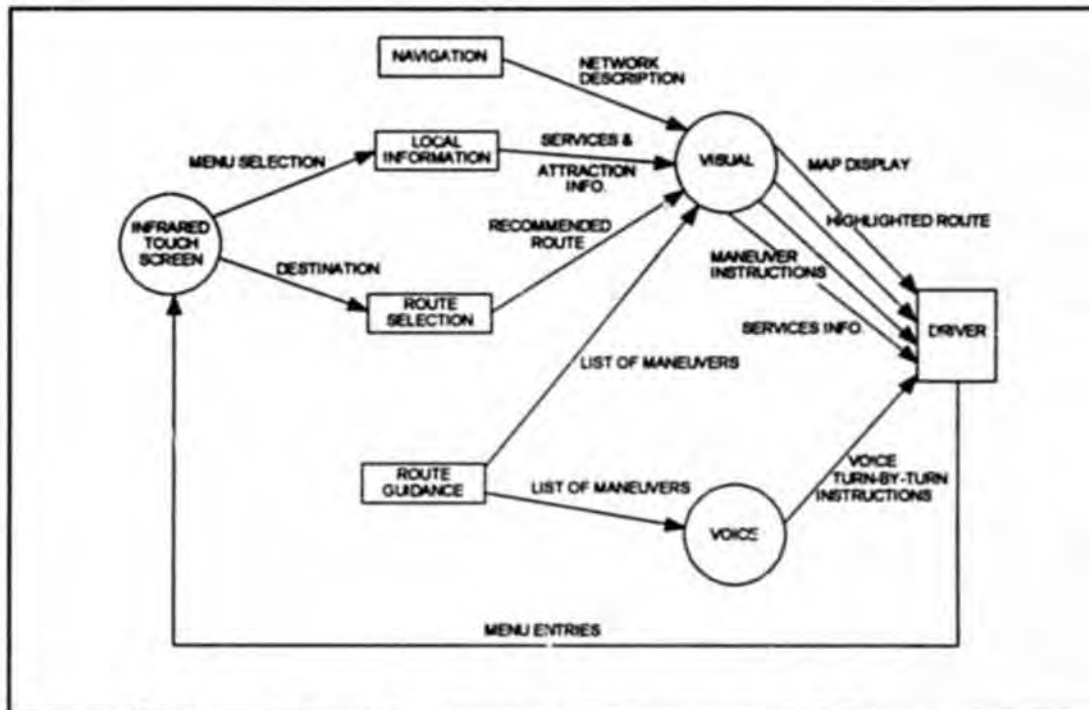 NAVIGATION
NETWORK
DESCRIPTION
LOCAL
INFORMATION
SERVICES &
ATTRACTION
INFO.
VISUAL
MAP DISPLAY
MENU SELECTION
INFRARED
TOUCH
SCREEN
RECOMMENDED
ROUTE
HIGHLIGHTED ROUTE
MANEUVER
INSTRUCTIONS
DESTINATION
ROUTE
SELECTION
SERVICES INFO
DRIVER
LIST OF MANEUVERS
ROUTE
GUIDANCE
LIST OF MANEUVERS
VOICE
VOICE
TURN-BY-TURN
INSTRUCTIONS
MENU ENTRIES